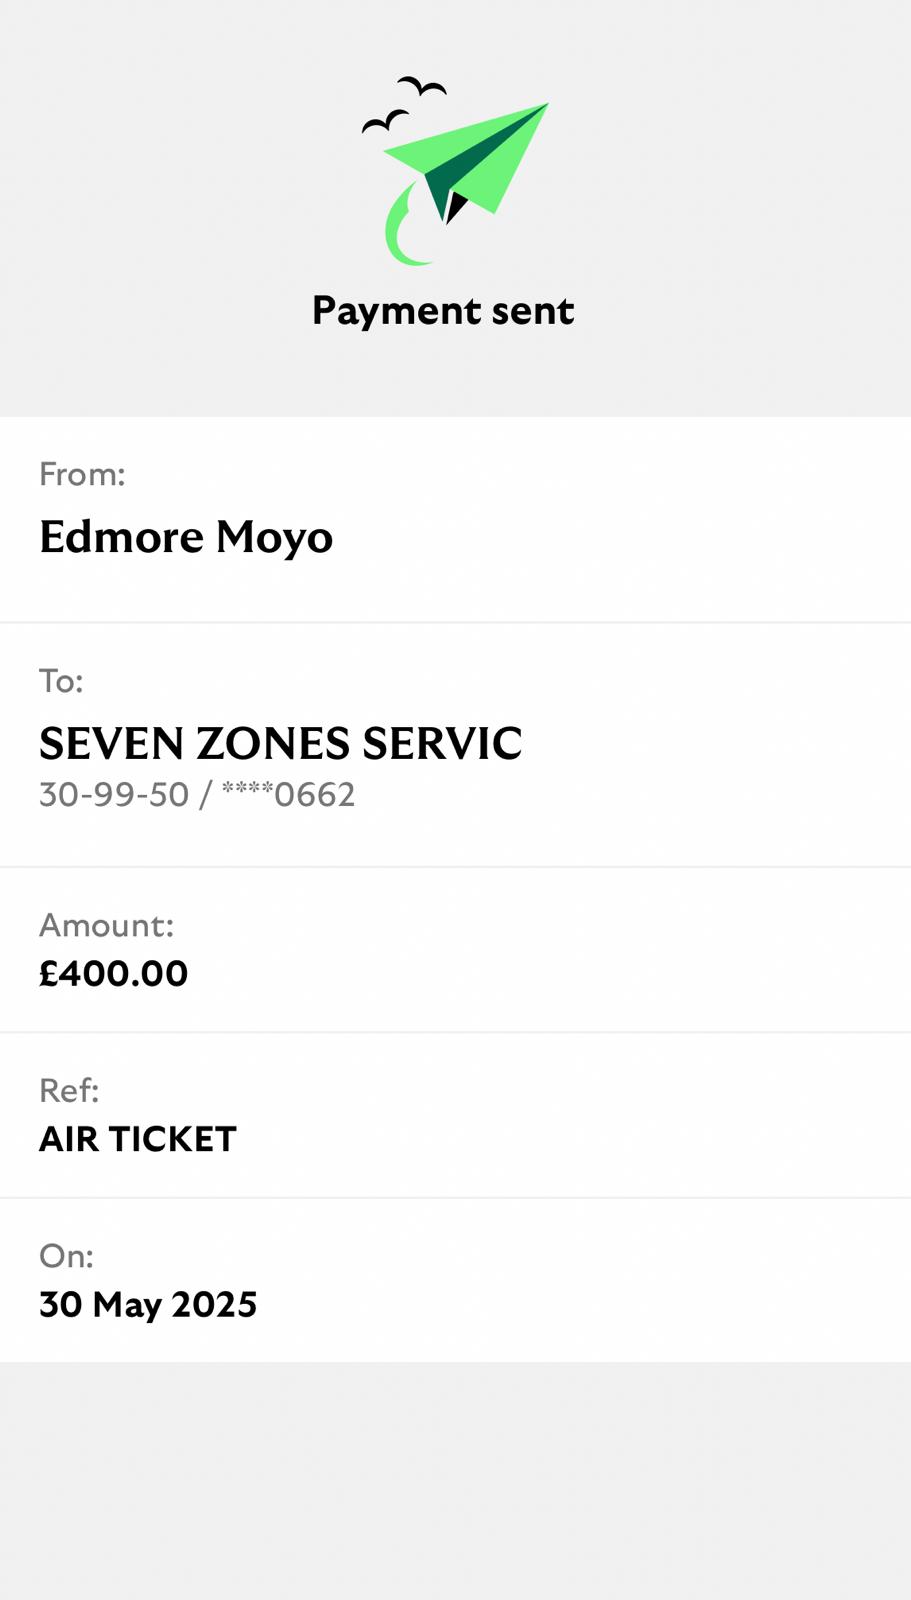 Payment sent
From:
Edmore Moyo
To:
SEVEN ZONES SERVIC
30-99-50 / ****0662
Amount:
£400.00
Ref:
AIR TICKET
On:
30 May 2025